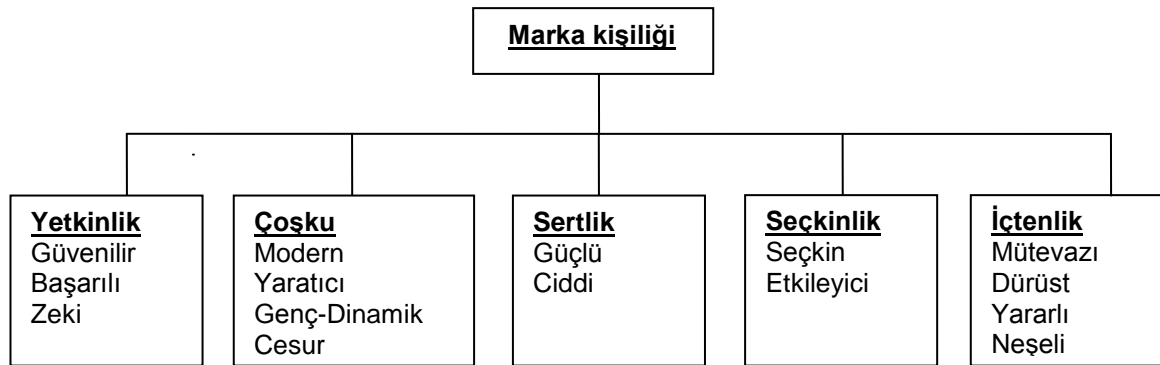 Marka kişiliği
Yetkinlik
Güvenilir
Başarılı
Zeki
Çoşku
Modern
Yaratıcı
Genç-Dinamik
Cesur
Sertlik
Güçlü
Ciddi
Seçkinlik
Seçkin
Etkileyici
İçtenlik
Mütevazı
Dürüst
Yararlı
Neşeli